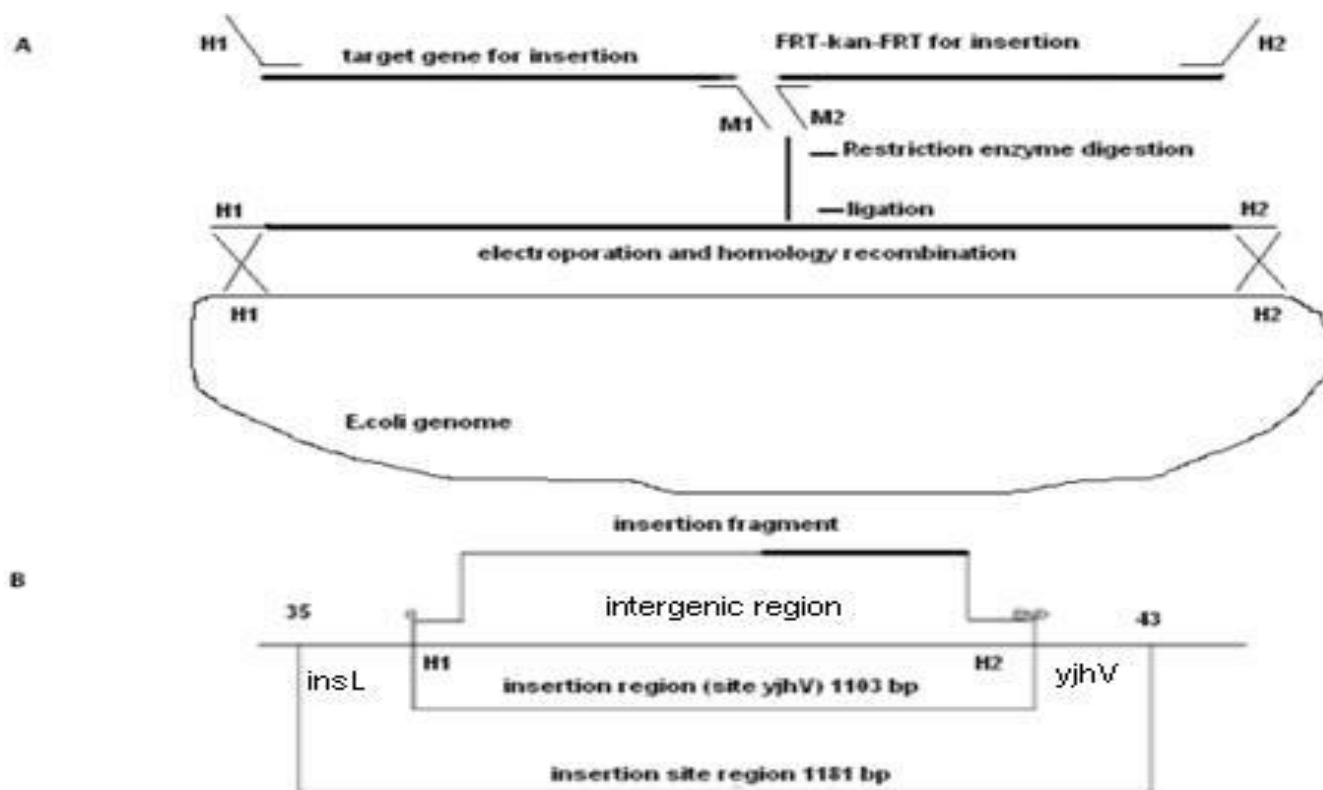 A
H1
target gene for insertion
FRT-kan-FRT for insertion
H2
M1
M2
Restriction enzyme digestion
ligation
H1
H2
electroporation and homology recombination
H1
H2
E.coli genome
insertion fragment
B
35
intergenic region
43
insL
H1
H2
yjhV
insertion region (site yjhV) 1103 bp
insertion site region 1181 bp